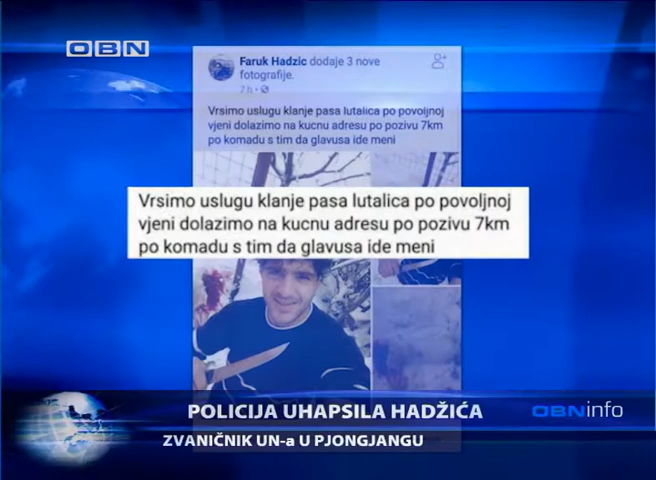 OBN
Faruk Hadzic dodaje 3 nove
fotografije.
7 h
Vrsimo uslugu klanje pasa lutalica po povoljnoj
vjeni dolazimo na kucnu adresu po pozivu 7km
po komadu s tim da glavusa ide meni
Vrsimo uslugu klanje pasa lutalica po povoljnoj
vjeni dolazimo na kucnu adresu po pozivu 7km
po komadu s tim da glavusa ide meni
POLICIJA UHAPSILA HADŽIĆA
OBNinfo
ZVANIČNIK UN-a U PJONGJANGU